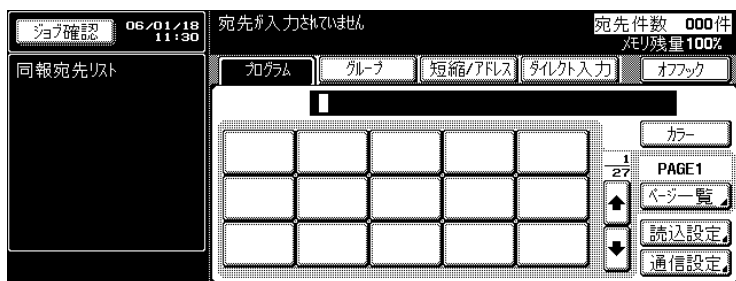 ジョブ確認
06/01/18
11:30
宛先が入力されていません
宛先件数 000件
メモリ残量100%
同報宛先リスト
プログラム
グループ
短縮/アドレス
ダイレクト入力
オフフック
カラー
1
27
PAGE1
ページ一覧
読込設定
通信設定